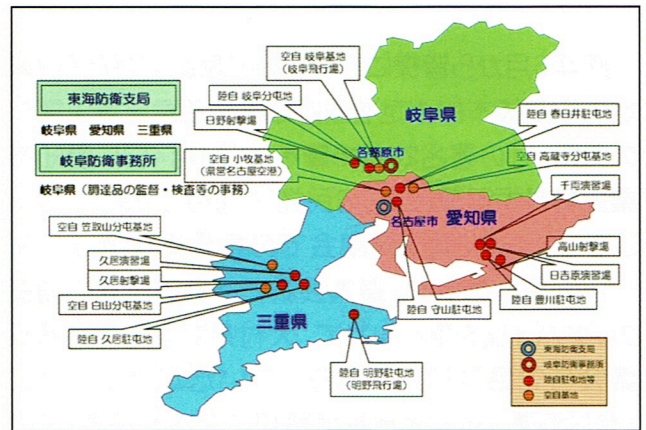 空自 岐阜基地
（岐阜飛行場）
陸自 岐阜分屯地
日野射撃場
東海防衛支局
岐阜県 愛知県 三重県
岐阜防衛事務所
岐阜県（調達品の監督・検査等の事務）
岐阜県
各務原市
陸自 春日井駐屯地
空自 高蔵寺分屯基地
空自 小牧基地
（県営名古屋空港）
千両演習場
名古屋市
愛知県
高山射撃場
日吉原演習場
陸自 豊川駐屯地
陸自 守山駐屯地
空自 笠取山分屯基地
久居演習場
久居射撃場
空自 白山分屯基地
陸自 久居駐屯地
三重県
陸自 明野駐屯地
（明野飛行場）
東海防衛支局
岐阜防衛事務所
陸自駐屯地等
空自基地